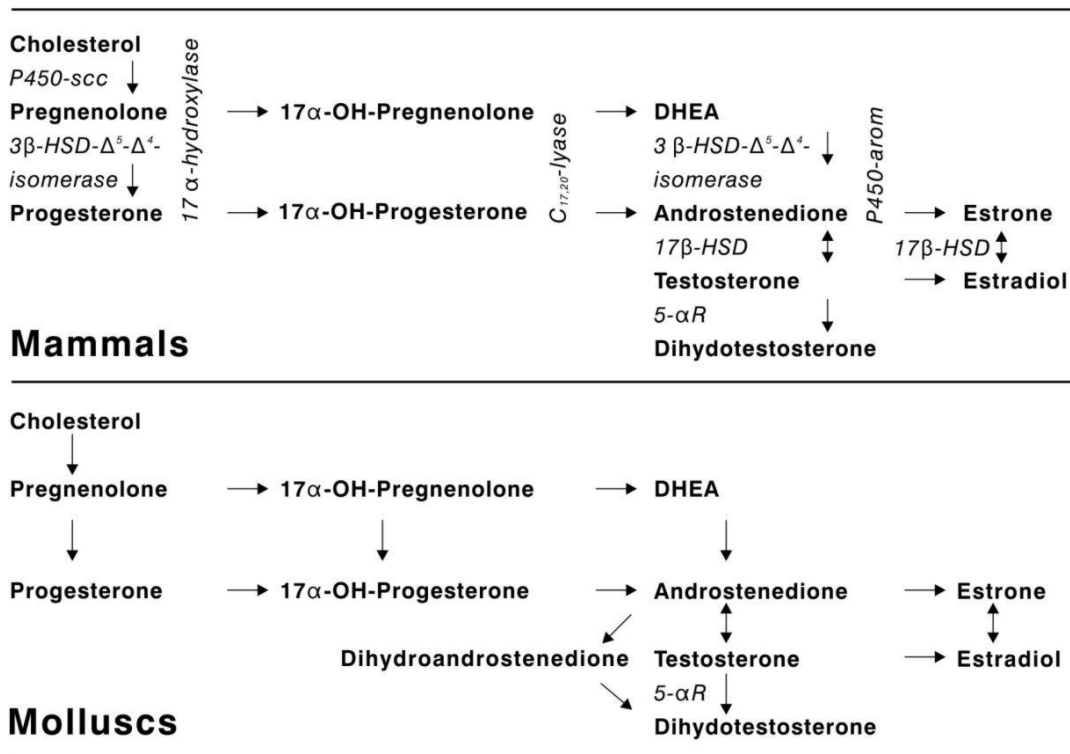 Cholesterol
P450-scc
17 α-hydroxylase
Pregnenolone 17α-OH-Pregnenolone DHEA
3β-HSD-Δ⁵-Δ⁴- 3 β-HSD-Δ⁵-Δ⁴-
isomerase isomerase
C17,20-lyase
P450-arom
Progesterone 17α-OH-Progesterone Androstenedione Estrone
17β-HSD 17β-HSD
Testosterone Estradiol
5-αR
Mammals
Dihydotestosterone
Cholesterol
Pregnenolone 17α-OH-Pregnenolone DHEA
Progesterone 17α-OH-Progesterone Androstenedione Estrone
Dihydroandrostenedione Testosterone Estradiol
5-αR
Molluscs
Dihydotestosterone